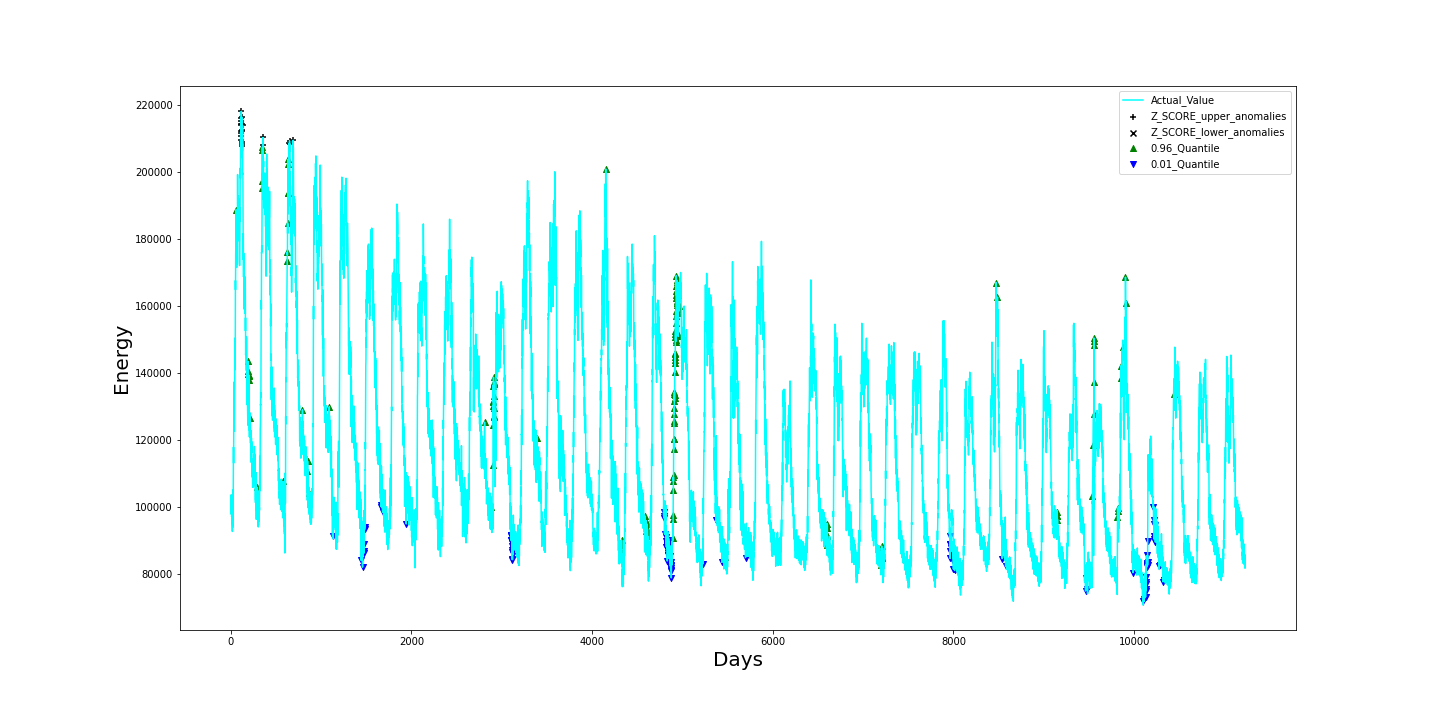 220000
200000
180000
160000
140000
120000
100000
80000
Energy
0
2000
4000
6000
8000
10000
Days
Actual_Value
Z_SCORE_upper_anomalies
Z_SCORE_lower_anomalies
0.96_Quantile
0.01_Quantile